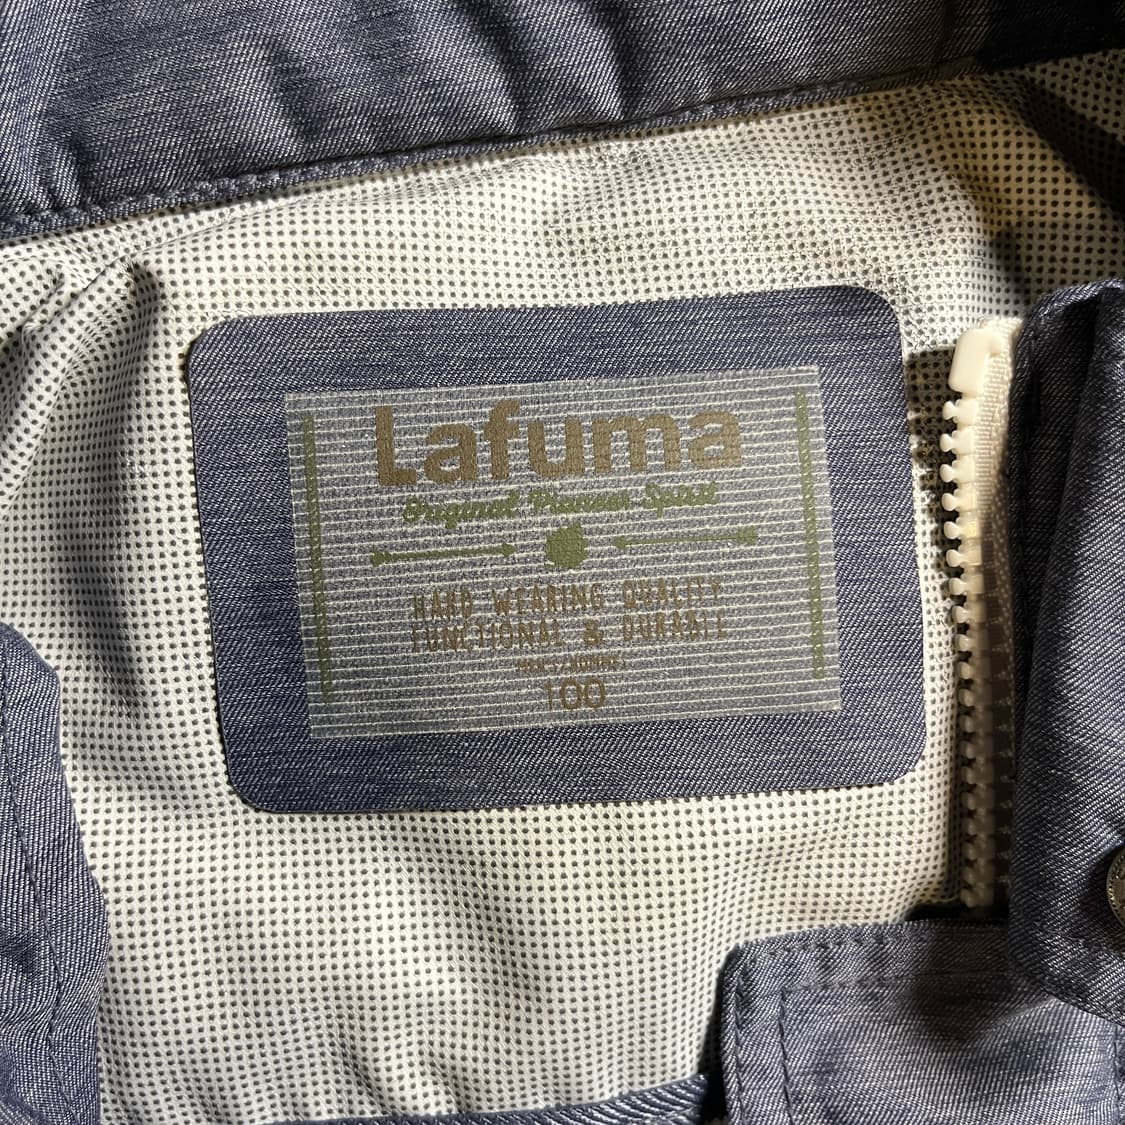 Lafuma
Original Pioneer Spirit
HARD WEARING QUALITY
FUNCTIONAL & DURABLE
100